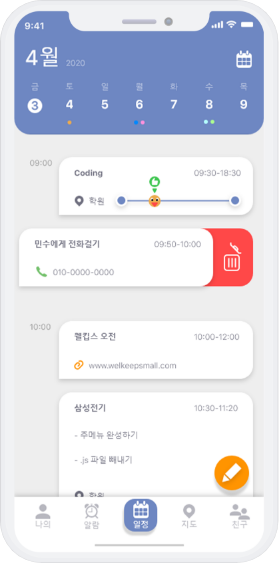 9:41
4월 2020
금 토 일 월 화 수 목
3 4 5 6 7 8 9
09:00
Coding 09:30-18:30
학원
민수에게 전화걸기 09:50-10:00
010-0000-0000
10:00
웰킵스 오전 10:00-12:00
www.welkeepsmall.com
삼성전기 10:30-11:20
- 주메뉴 완성하기
- .js 파일 빼내기
학원
나의 알람 일정 지도 친구